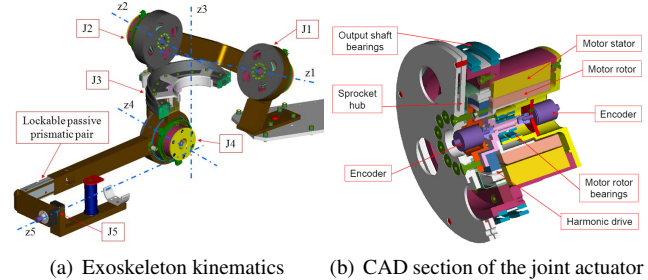 z2
z3
J2
J1
J3
z1
z4
Lockable passive
prismatic pair
J4
z5
J5
(a) Exoskeleton kinematics
Output shaft
bearings
Motor stator
Motor rotor
Sprocket
hub
Encoder
Encoder
Motor rotor
bearings
Harmonic drive
(b) CAD section of the joint actuator